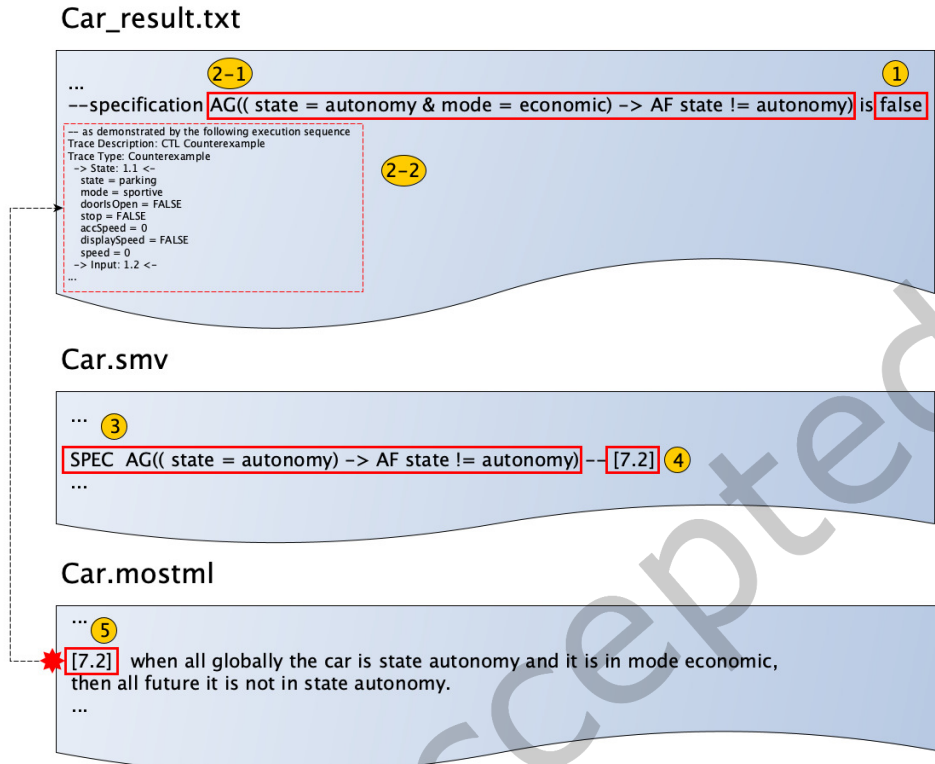 Car_result.txt
2-1
1
...
--specification AG(( state = autonomy & mode = economic) -> AF state != autonomy) is false
-- as demonstrated by the following execution sequence
Trace Description: CTL Counterexample
Trace Type: Counterexample
-> State: 1.1 <-
2-2
state = parking
mode = sportive
doorIsOpen = FALSE
stop = FALSE
accSpeed = 0
displaySpeed = FALSE
speed = 0
-> Input: 1.2 <-
...
Car.smv
...
3
SPEC AG(( state = autonomy) -> AF state != autonomy) -- [7.2] 4
...
Car.mostml
...
5
[7.2] when all globally the car is state autonomy and it is in mode economic,
then all future it is not in state autonomy.
...